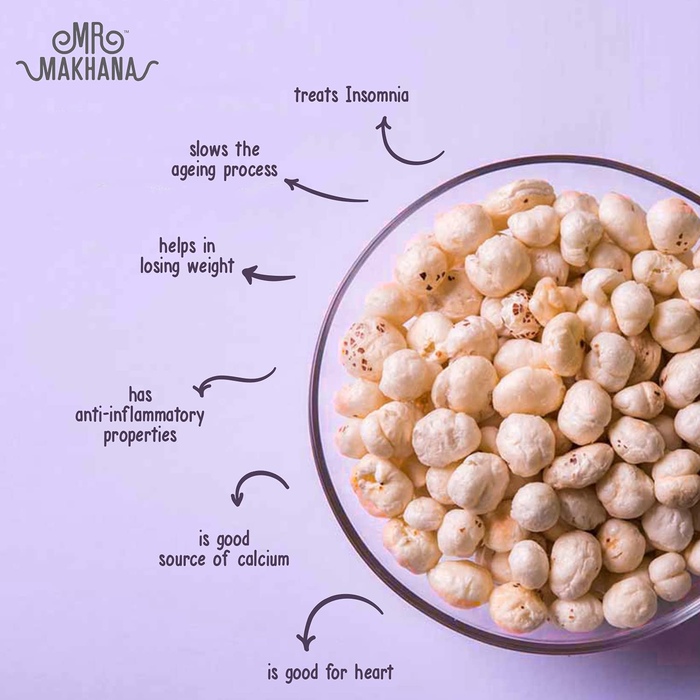 MR™
MAKHANA
treats Insomnia
slows the
ageing process
helps in
losing weight
has
anti-inflammatory
properties
is good
source of calcium
is good for heart